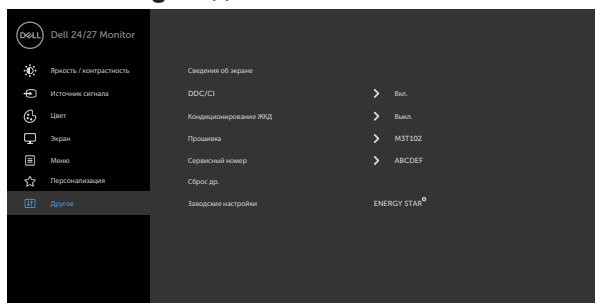 DELL
Dell 24/27 Monitor
Яркость / контрастность
Сведения об экране
Источник сигнала
DDC/CI
Вкл.
Цвет
Кондиционирование ЖКД
Выкл.
Экран
Прошивка
M3T102
Меню
Сервисный номер
ABCDEF
Персонализация
Сброс др.
Другое
Заводские настройки
ENERGY STAR®